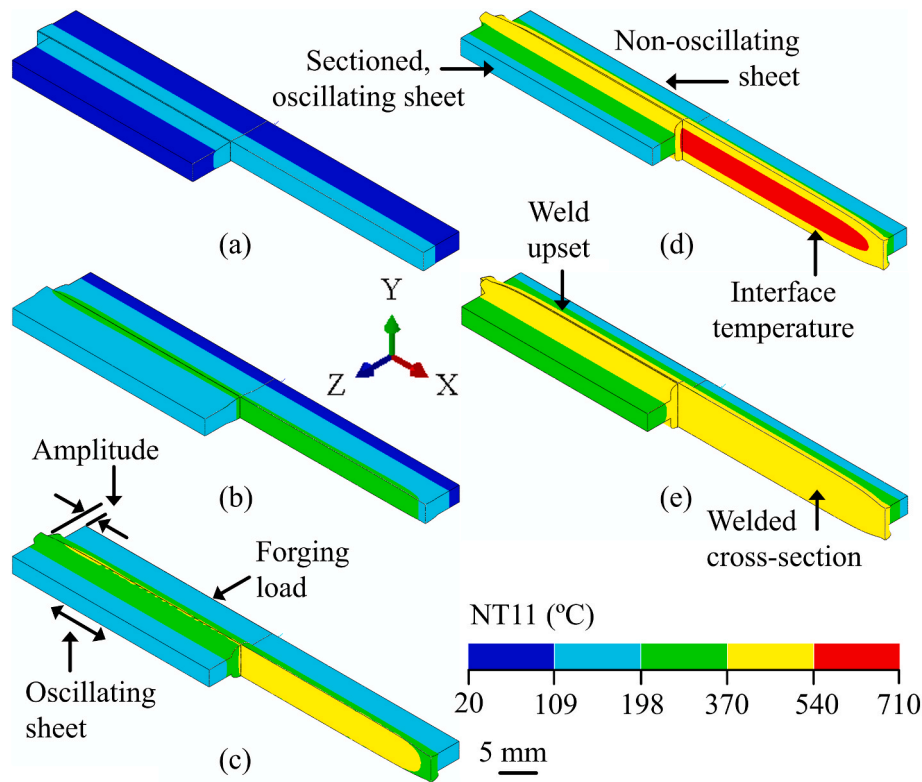 Sectioned,
oscillating sheet
Non-oscillating
sheet
(a)
(d)
Weld
upset
Interface
temperature
Y
Z
X
Amplitude
(b)
(e)
Forging
load
Welded
cross-section
Oscillating
sheet
(c)
NT11 (ºC)
20 109 198 370 540 710
5 mm